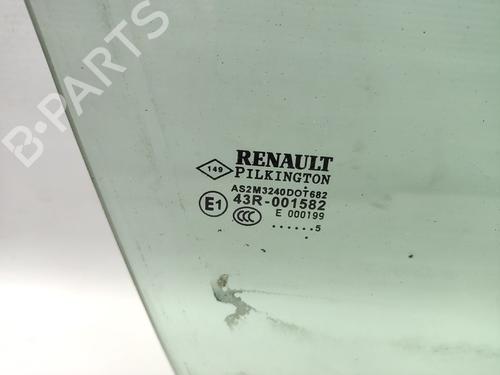 B-PARTS
RENAULT
149 PILKINGTON
AS2M3240DOT682
E1 43R-001582
CCC E 000199
......5